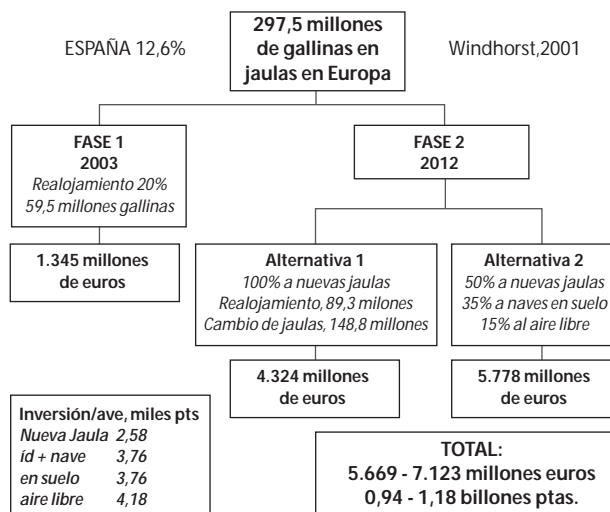 ESPAÑA 12,6%
297,5 millones
de gallinas en
jaulas en Europa
Windhorst,2001
FASE 1
2003
Realojamiento 20%
59,5 millones gallinas
1.345 millones
de euros
FASE 2
2012
Alternativa 1
100% a nuevas jaulas
Realojamiento, 89,3 milones
Cambio de jaulas, 148,8 millones
4.324 millones
de euros
Alternativa 2
50% a nuevas jaulas
35% a naves en suelo
15% al aire libre
5.778 millones
de euros
Inversión/ave, miles pts
Nueva Jaula 2,58
íd + nave 3,76
en suelo 3,76
aire libre 4,18
TOTAL:
5.669 - 7.123 millones euros
0,94 - 1,18 billones ptas.